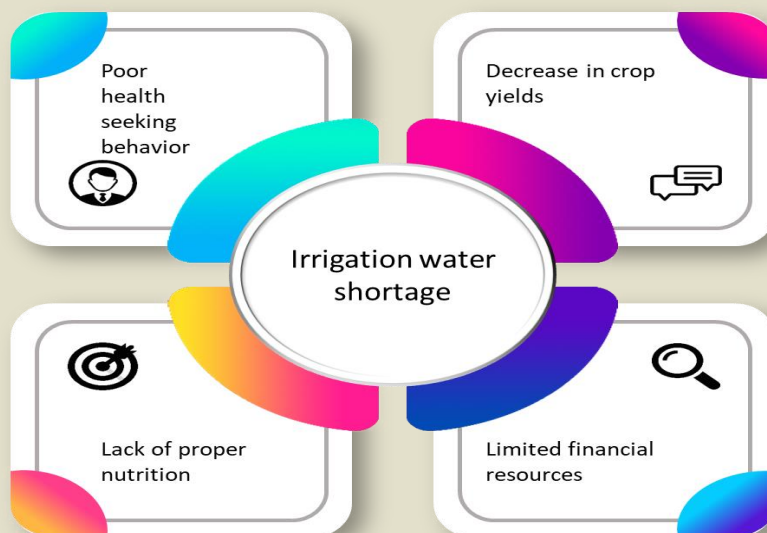 Poor
health
seeking
behavior
Decrease in crop
yields
Irrigation water
shortage
Lack of proper
nutrition
Limited financial
resources